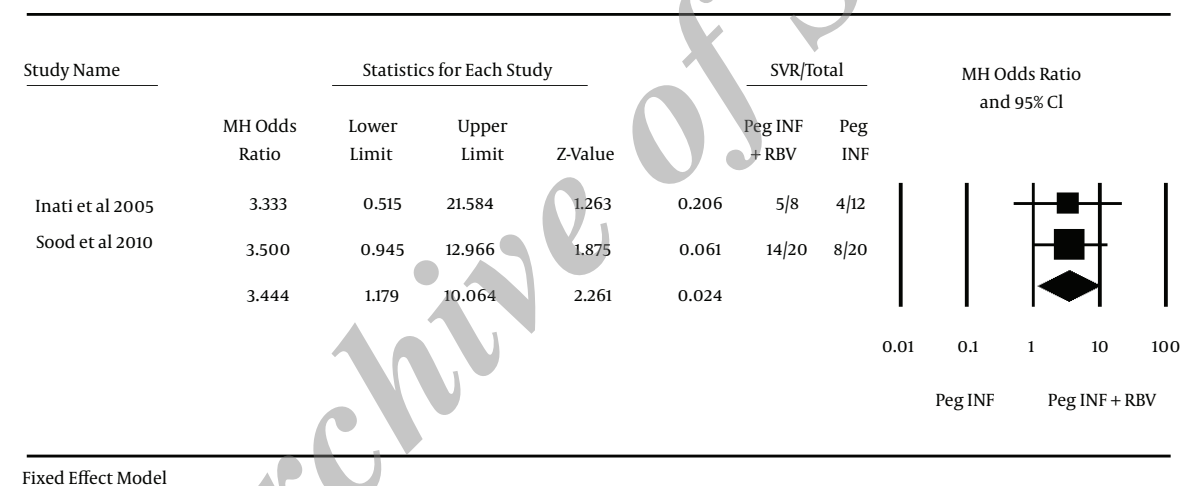 Study Name Statistics for Each Study SVR/Total MH Odds Ratio
and 95% Cl
MH Odds Lower Upper Peg INF Peg
Ratio Limit Limit Z-Value + RBV INF
Inati et al 2005 3.333 0.515 21.584 1.263 0.206 5/8 4/12
Sood et al 2010 3.500 0.945 12.966 1.875 0.061 14/20 8/20
3.444 1.179 10.064 2.261 0.024
0.01 0.1 1 10 100
Peg INF Peg INF + RBV
Fixed Effect Model
rchive of S